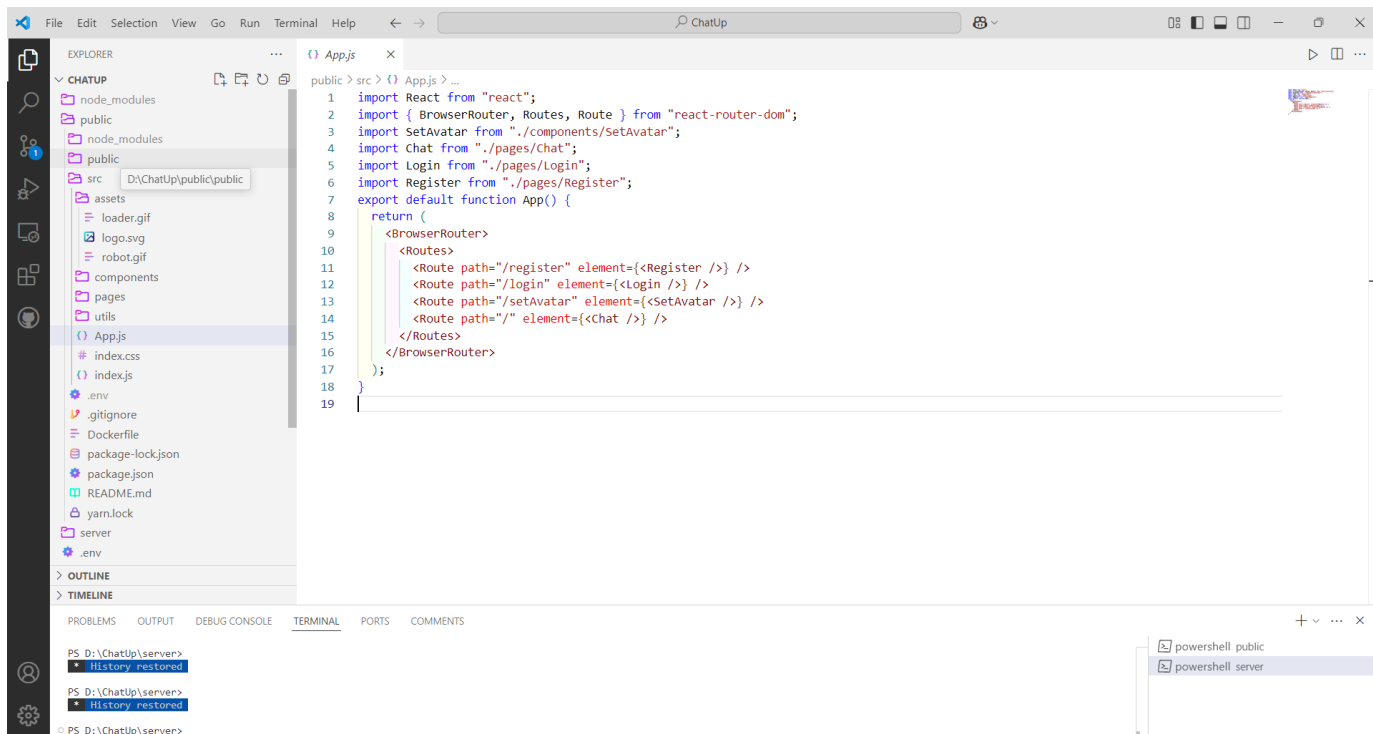 File Edit Selection View Go Run Terminal Help ChatUp
EXPLORER
CHATUP
node_modules
public
node_modules
public
src
D:\ChatUp\public\public
assets
loader.gif
logo.svg
robot.gif
components
pages
utils
App.js
index.css
index.js
.env
.gitignore
Dockerfile
package-lock.json
package.json
README.md
yarn.lock
server
.env
OUTLINE
TIMELINE
1
App.js
public > src > App.js > ...
1 import React from "react";
2 import { BrowserRouter, Routes, Route } from "react-router-dom";
3 import SetAvatar from "./components/SetAvatar";
4 import Chat from "./pages/Chat";
5 import Login from "./pages/Login";
6 import Register from "./pages/Register";
7 export default function App() {
8 return (
9 <BrowserRouter>
10 <Routes>
11 <Route path="/register" element={<Register />} />
12 <Route path="/login" element={<Login />} />
13 <Route path="/setAvatar" element={<SetAvatar />} />
14 <Route path="/" element={<Chat />} />
15 </Routes>
16 </BrowserRouter>
17 );
18 }
19
PROBLEMS OUTPUT DEBUG CONSOLE TERMINAL PORTS COMMENTS
PS D:\ChatUp\server>
* History restored
PS D:\ChatUp\server>
* History restored
PS D:\ChatUp\server>
powershell public
powershell server